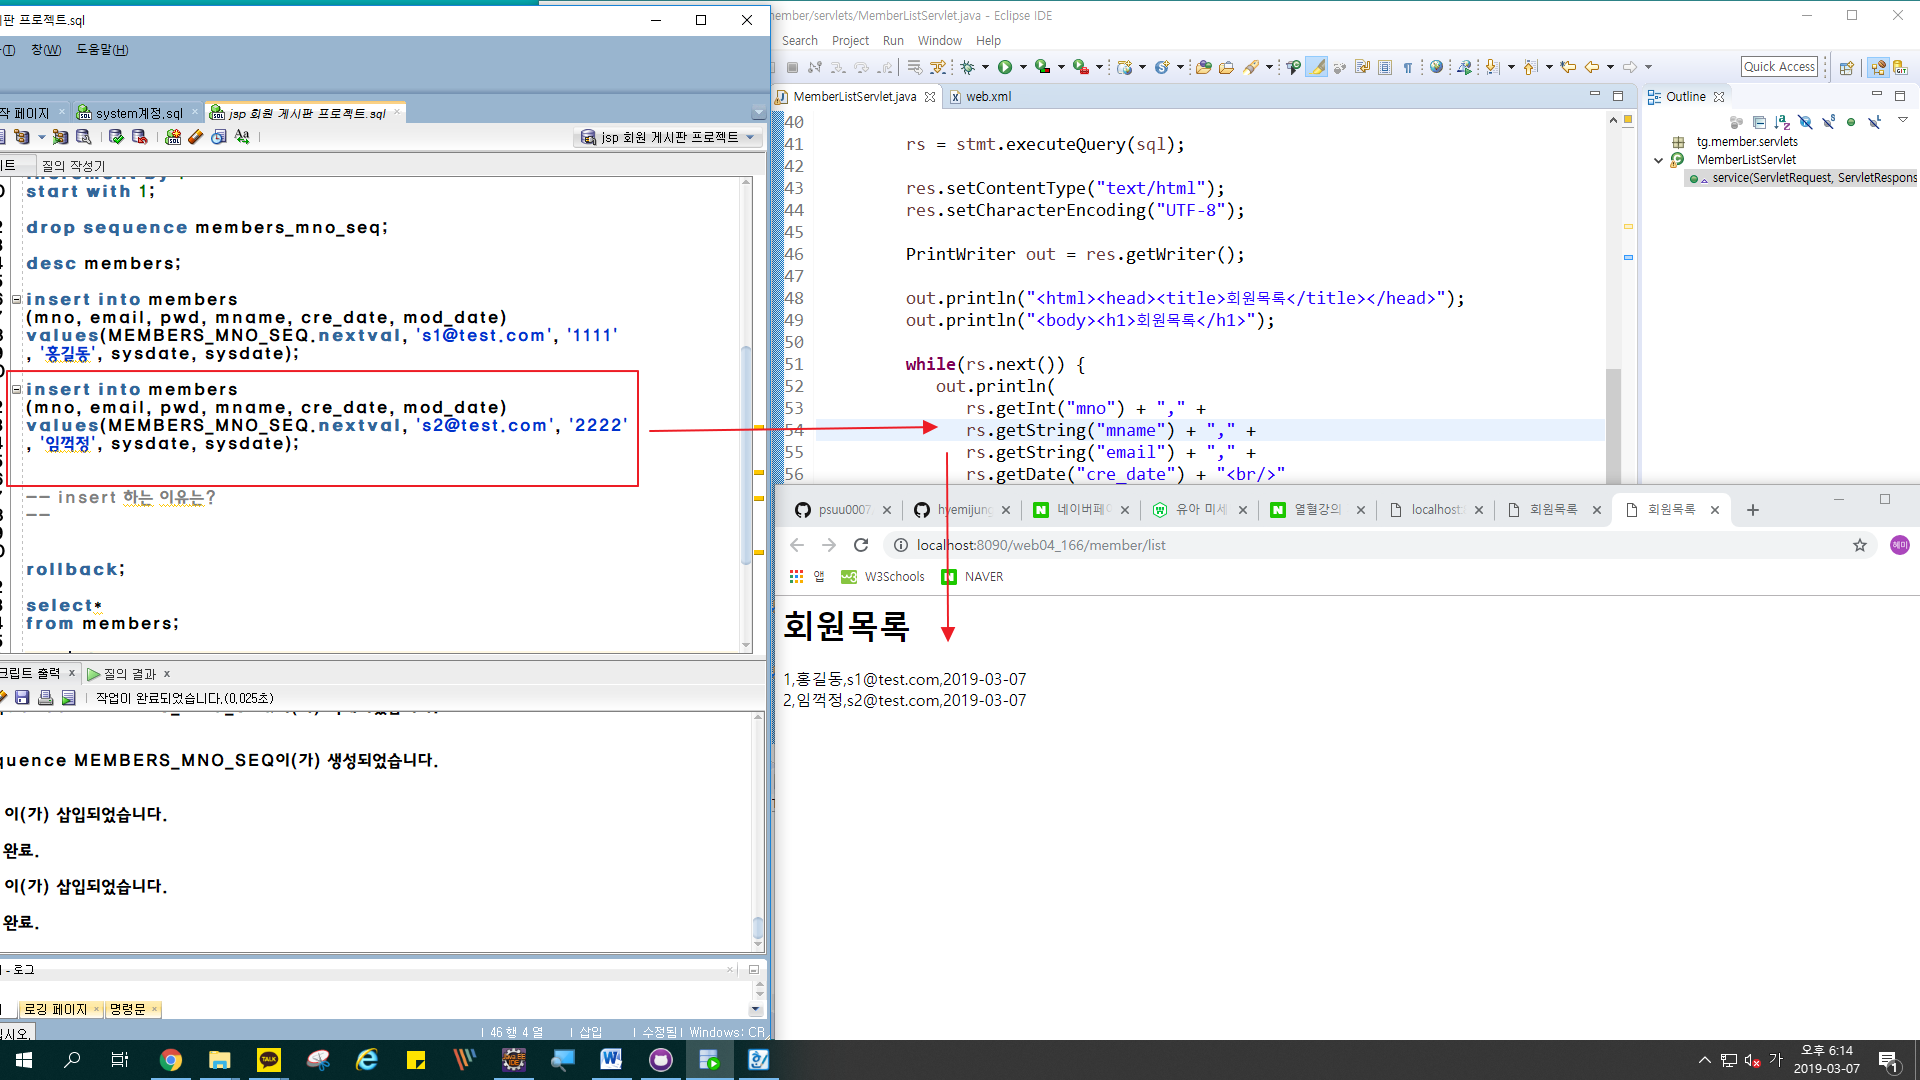 판 프로젝트.sql
창(W) 도움말(H)
작 페이지 system계정.sql jsp 회원 게시판 프로젝트.sql
jsp 회원 게시판 프로젝트
질의 작성기
start with 1;
drop sequence members_mno_seq;
desc members;
insert into members
(mno, email, pwd, mname, cre_date, mod_date)
values(MEMBERS_MNO_SEQ.nextval, 's1@test.com', '1111'
, '홍길동', sysdate, sysdate);
insert into members
(mno, email, pwd, mname, cre_date, mod_date)
values(MEMBERS_MNO_SEQ.nextval, 's2@test.com', '2222'
, '임꺽정', sysdate, sysdate);
-- insert 하는 이유는?
--
rollback;
select*
from members;
크립트 출력 질의 결과
작업이 완료되었습니다.(0.025초)
quence MEMBERS_MNO_SEQ이(가) 생성되었습니다.
이(가) 삽입되었습니다.
완료.
이(가) 삽입되었습니다.
완료.
- 로그
로깅 페이지 명령문
십시오.
46 행 4 열 삽입 수정됨 Windows: CR
member/servlets/MemberListServlet.java - Eclipse IDE
Search Project Run Window Help
Quick Access
MemberListServlet.java web.xml
40
41 rs = stmt.executeQuery(sql);
42
43 res.setContentType("text/html");
44 res.setCharacterEncoding("UTF-8");
45
46 PrintWriter out = res.getWriter();
47
48 out.println("<html><head><title>회원목록</title></head>");
49 out.println("<body><h1>회원목록</h1>");
50
51 while(rs.next()) {
52 out.println(
53 rs.getInt("mno") + "," +
54 rs.getString("mname") + "," +
55 rs.getString("email") + "," +
56 rs.getDate("cre_date") + "<br/>"
Outline
tg.member.servlets
MemberListServlet
service(ServletRequest, ServletRespons
psuu0007 hyemijung 네이버페이 유아 미세 열혈강의 localhost: 회원목록 회원목록
localhost:8090/web04_166/member/list
혜미
앱 W3Schools NAVER
회원목록
1,홍길동,s1@test.com,2019-03-07
2,임꺽정,s2@test.com,2019-03-07
가 오후 6:14
2019-03-07
1